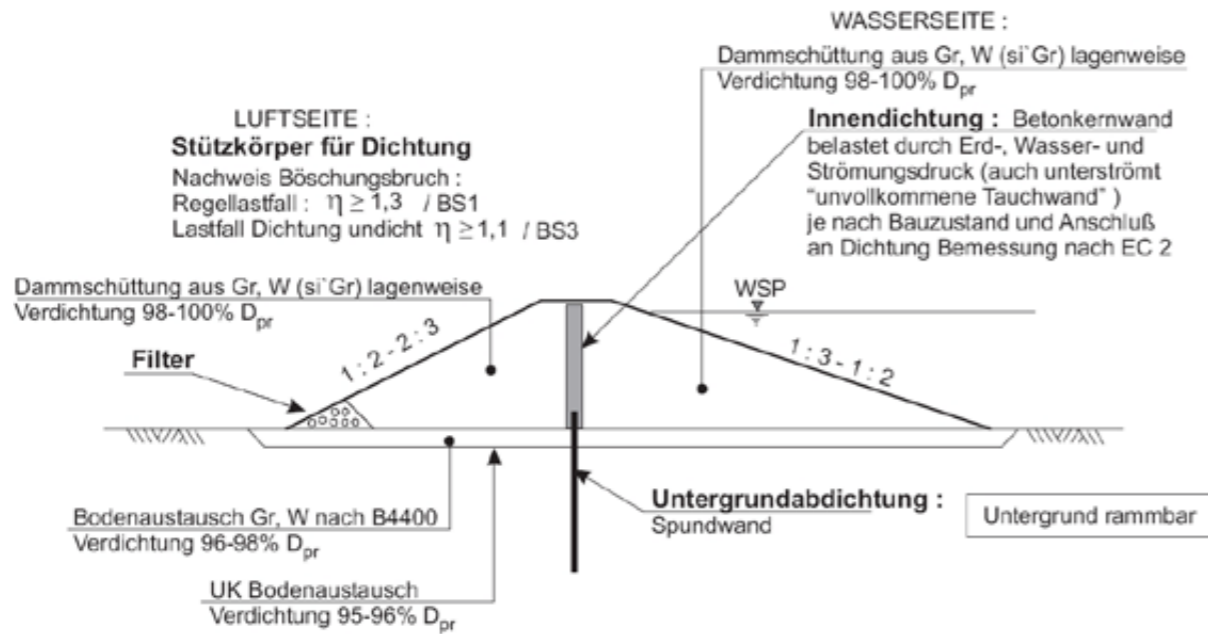 WASSERSEITE :
Dammschüttung aus Gr, W (si`Gr) lagenweise
Verdichtung 98-100% Dpr
LUFTSEITE :
Stützkörper für Dichtung
Nachweis Böschungsbruch :
Regellastfall : η ≥ 1,3 / BS1
Lastfall Dichtung undicht η ≥ 1,1 / BS3
Innendichtung : Betonkernwand
belastet durch Erd-, Wasser- und
Strömungsdruck (auch unterströmt
"unvollkommene Tauchwand" )
je nach Bauzustand und Anschluß
an Dichtung Bemessung nach EC 2
Dammschüttung aus Gr, W (si`Gr) lagenweise
Verdichtung 98-100% Dpr
WSP
Filter
1 : 2 - 2 : 3
1 : 3 - 1 : 2
Untergrundabdichtung :
Spundwand
Untergrund rammbar
Bodenaustausch Gr, W nach B4400
Verdichtung 96-98% Dpr
UK Bodenaustausch
Verdichtung 95-96% Dpr